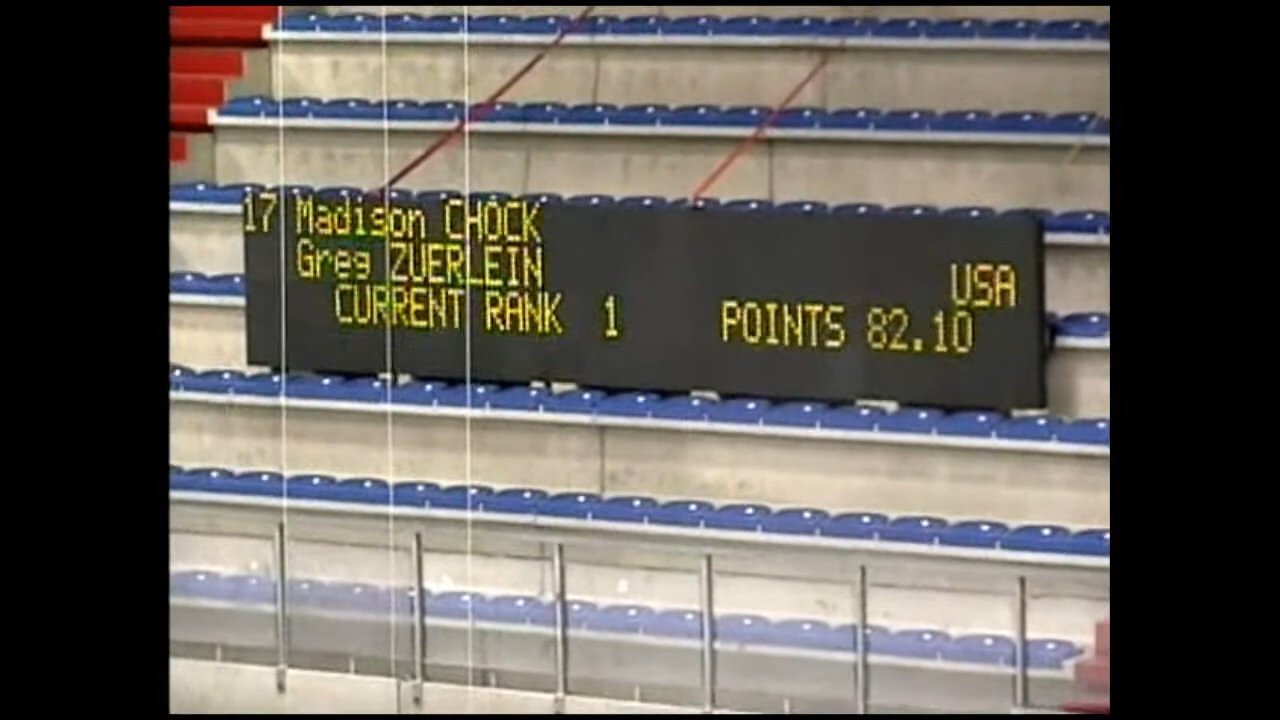 17 Madison CHOCK
Greg ZUERLEIN
USA
CURRENT RANK 1 POINTS 82.10